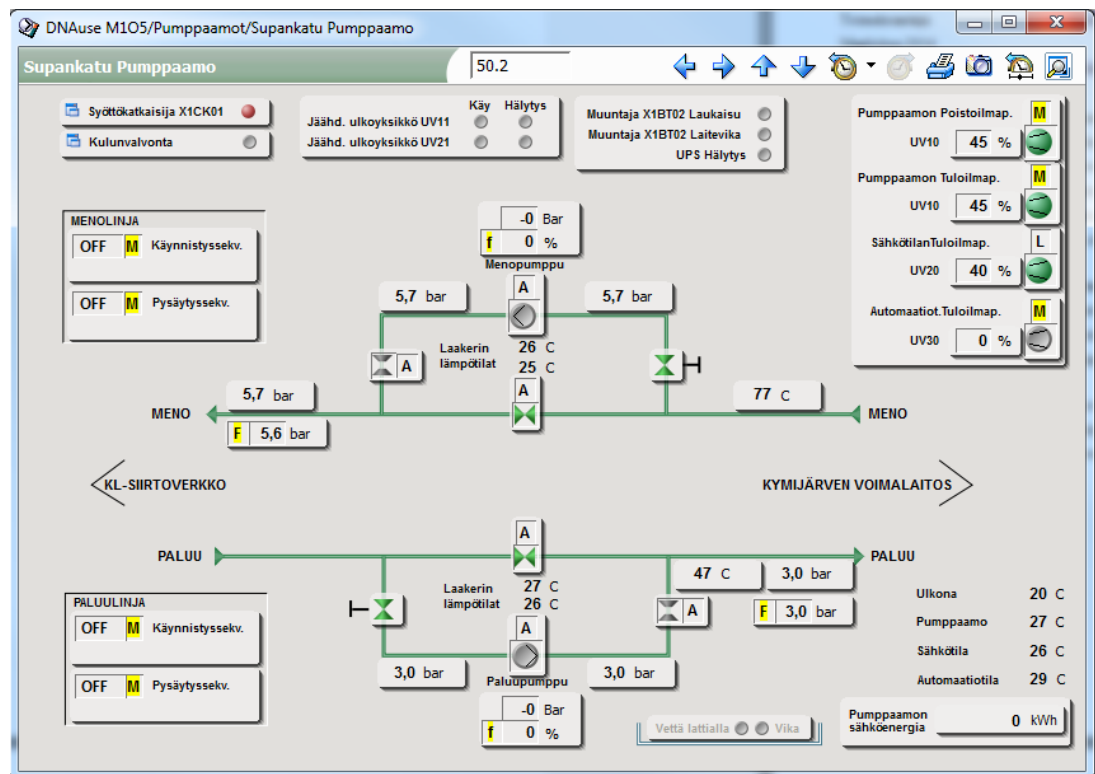 DNAuse M1O5/Pumppaamot/Supankatu Pumppaamo
Supankatu Pumppaamo
50.2
Syöttökatkaisija X1CK01
Kulunvalvonta
Käy Hälytys
Jäähd. ulkoyksikkö UV11
Jäähd. ulkoyksikkö UV21
Muuntaja X1BT02 Laukaisu
Muuntaja X1BT02 Laitevika
UPS Hälytys
Pumppaamon Poistoilmap. M
UV10 45 %
Pumppaamon Tuloilmap. M
UV10 45 %
SähkötilanTuloilmap. L
UV20 40 %
Automaatiot.Tuloilmap. M
UV30 0 %
MENOLINJA
OFF M Käynnistyssekv.
OFF M Pysäytyssekv.
-0 Bar
f 0 %
Menopumppu
A
5,7 bar
5,7 bar
Laakerin 26 C
lämpötilat 25 C
A
A
5,7 bar
77 C
MENO
MENO
F 5,6 bar
KL-SIIRTOVERKKO
KYMIJÄRVEN VOIMALAITOS
A
PALUU
PALUU
47 C
3,0 bar
Laakerin 27 C
lämpötilat 26 C
A
F 3,0 bar
A
PALUULINJA
OFF M Käynnistyssekv.
OFF M Pysäytyssekv.
3,0 bar
Paluupumppu
3,0 bar
-0 Bar
f 0 %
Ulkona 20 C
Pumppaamo 27 C
Sähkötila 26 C
Automaatiotila 29 C
Vettä lattialla Vika
Pumppaamon
sähköenergia 0 kWh